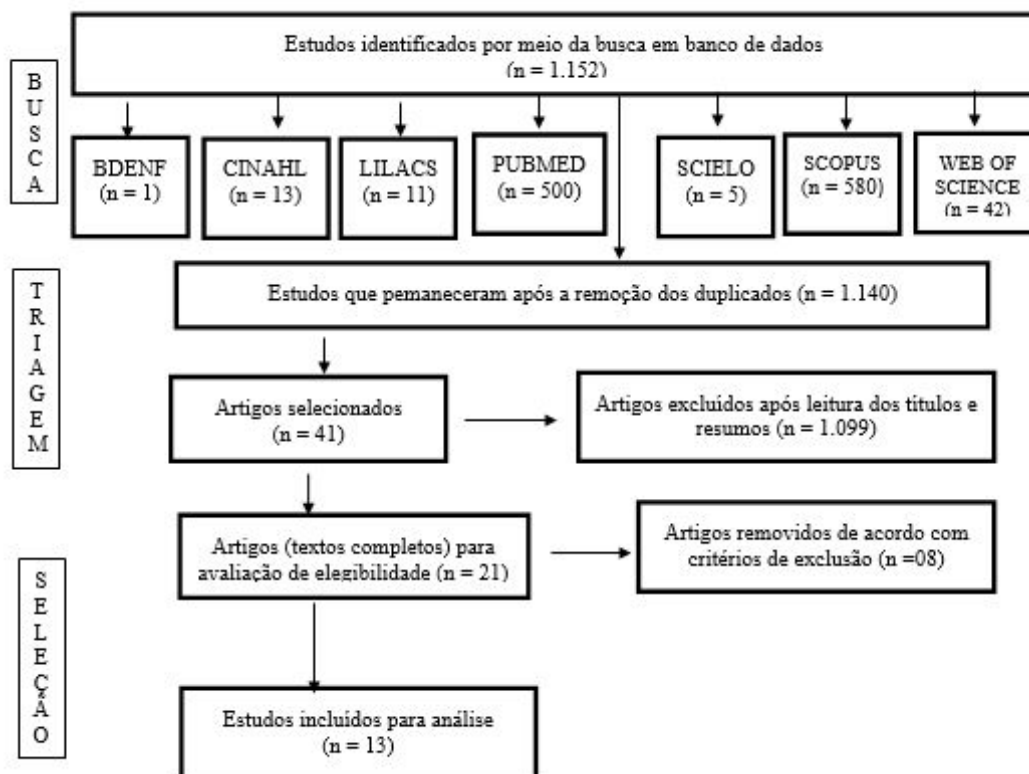 Estudos identificados por meio da busca em banco de dados
(n = 1.152)
BUSCA
BDENF
(n = 1)
CINAHL
(n = 13)
LILACS
(n = 11)
PUBMED
(n = 500)
SCIELO
(n = 5)
SCOPUS
(n = 580)
WEB OF
SCIENCE
(n = 42)
TRIAGEM
Estudos que pemaneceram após a remoção dos duplicados (n = 1.140)
Artigos selecionados
(n = 41)
Artigos excluídos após leitura dos títulos e
resumos (n = 1.099)
SELEÇÃO
Artigos (textos completos) para
avaliação de elegibilidade (n = 21)
Artigos removidos de acordo com
critérios de exclusão (n =08)
Estudos incluídos para análise
(n = 13)